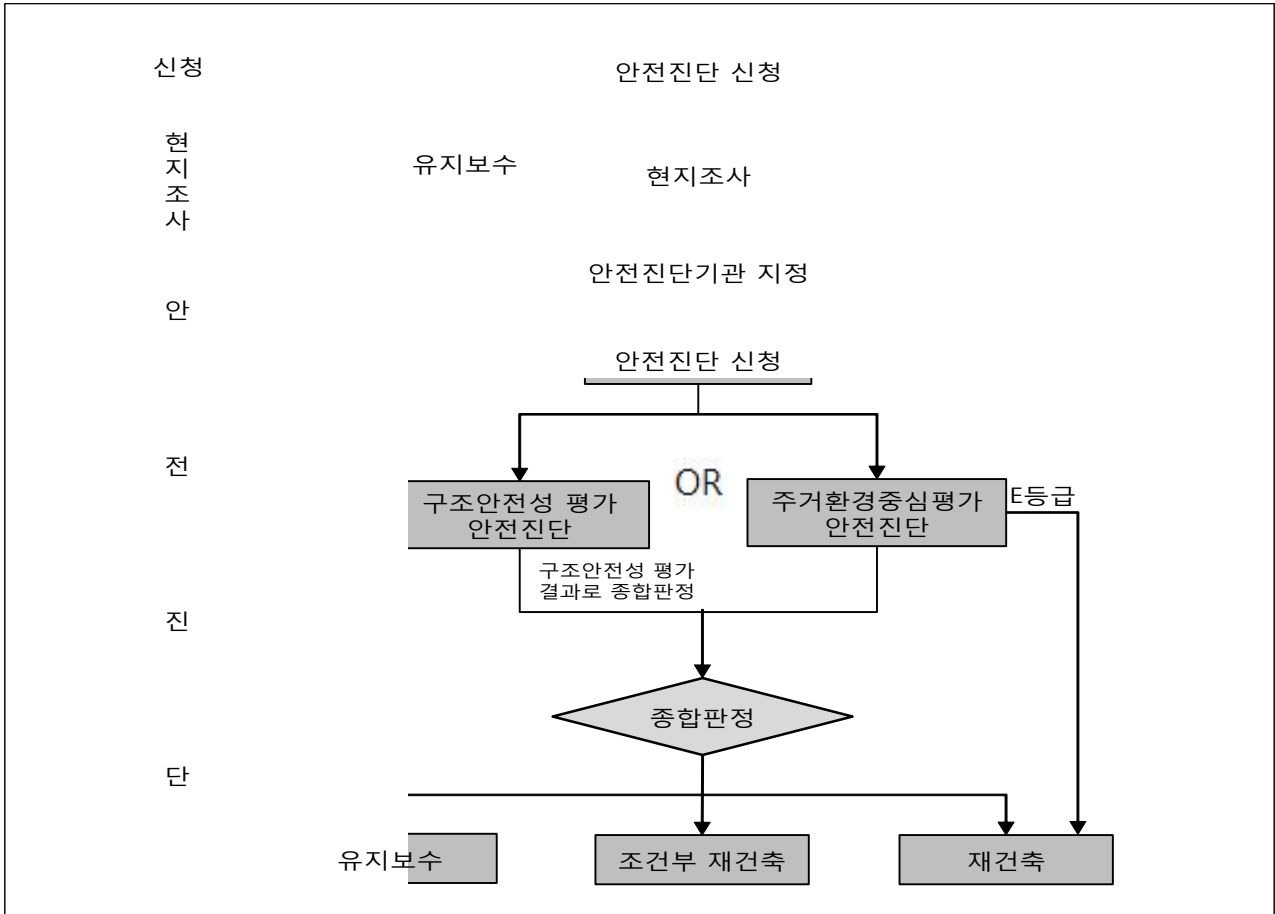 신청
안전진단 신청
현
지
조
사
유지보수
현지조사
안전진단기관 지정
안
안전진단 신청
전
OR
구조안전성 평가
안전진단
주거환경중심평가
안전진단
E등급
구조안전성 평가
결과로 종합판정
진
종합판정
단
유지보수
조건부 재건축
재건축